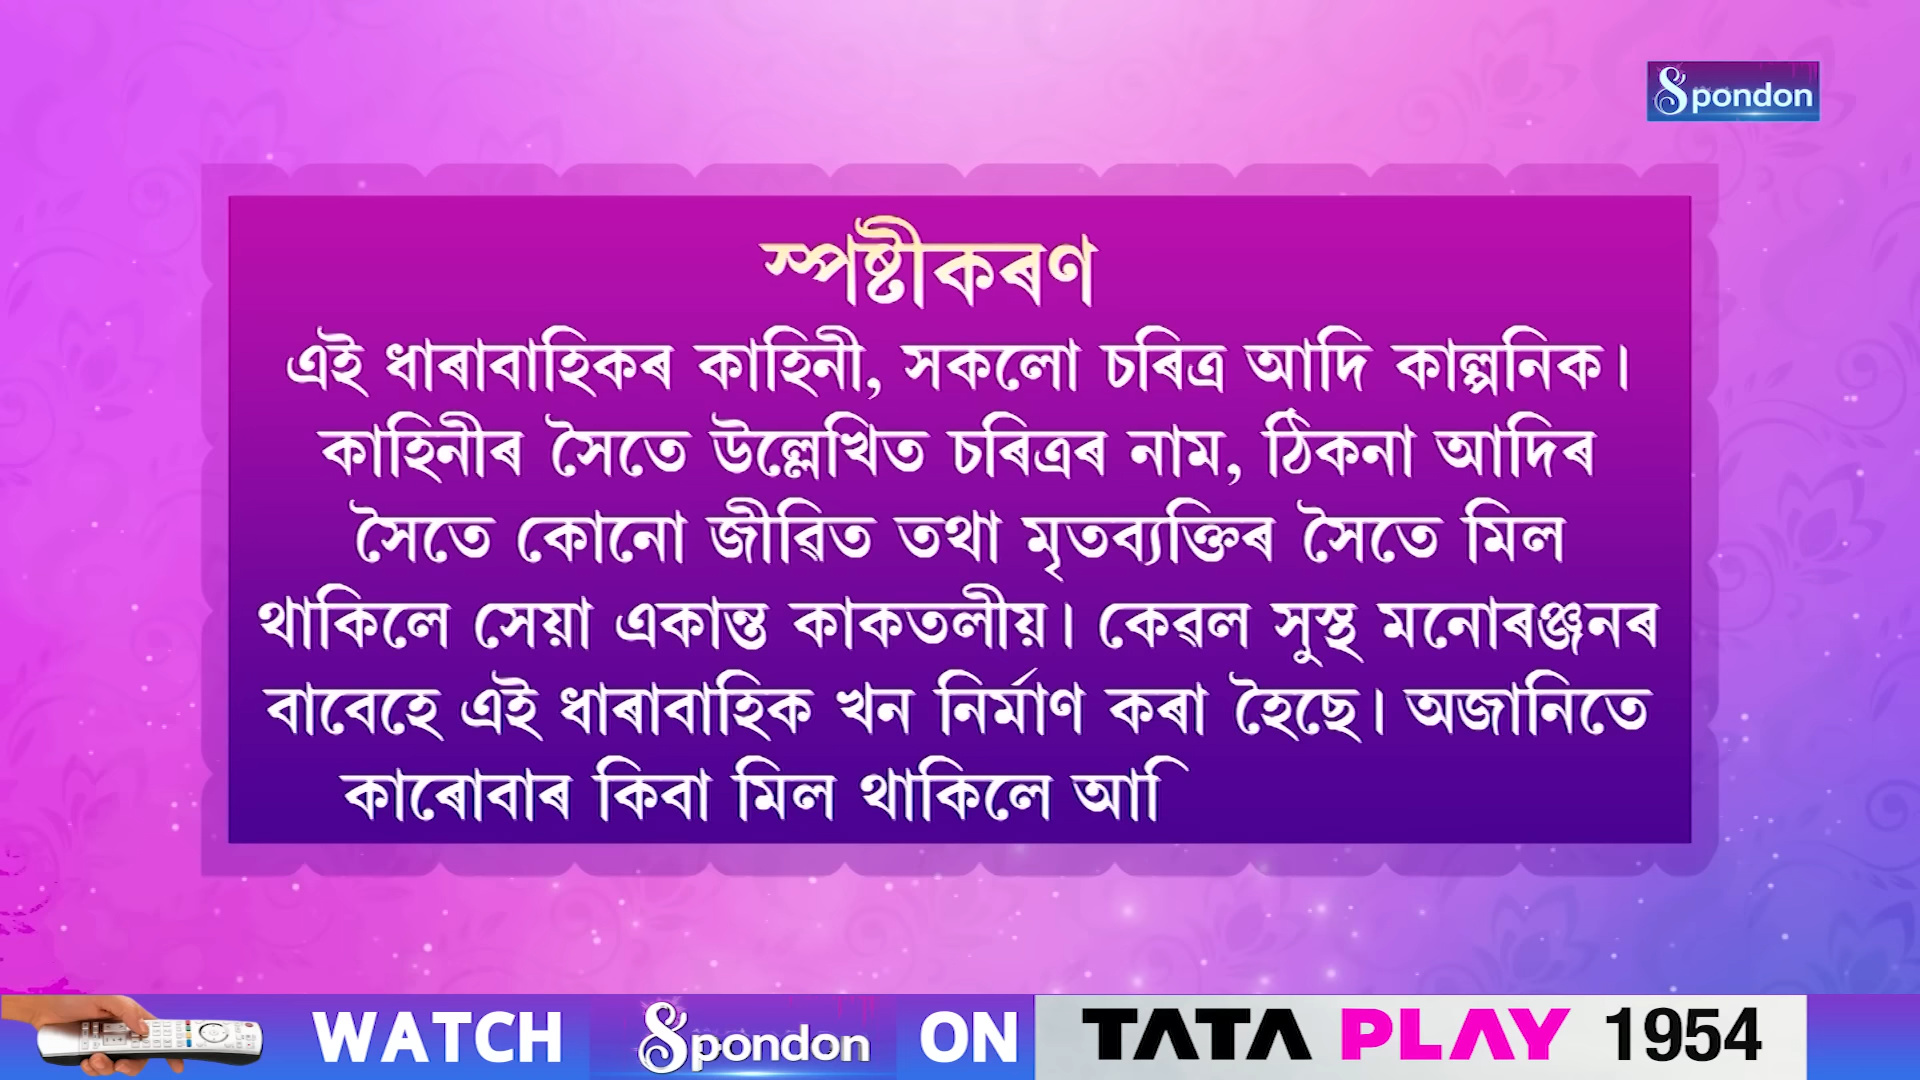 Spondon
স্পষ্টীকৰণ
এই ধাৰাবাহিকৰ কাহিনী, সকলো চৰিত্ৰ আদি কাল্পনিক।
কাহিনীৰ সৈতে উল্লেখিত চৰিত্ৰৰ নাম, ঠিকনা আদিৰ
সৈতে কোনো জীৱিত তথা মৃতব্যক্তিৰ সৈতে মিল
থাকিলে সেয়া একান্ত কাকতলীয়। কেৱল সুস্থ মনোৰঞ্জনৰ
বাবেহে এই ধাৰাবাহিক খন নিৰ্মাণ কৰা হৈছে। অজানিতে
কাৰোবাৰ কিবা মিল থাকিলে আি
WATCH Spondon ON TATA PLAY 1954